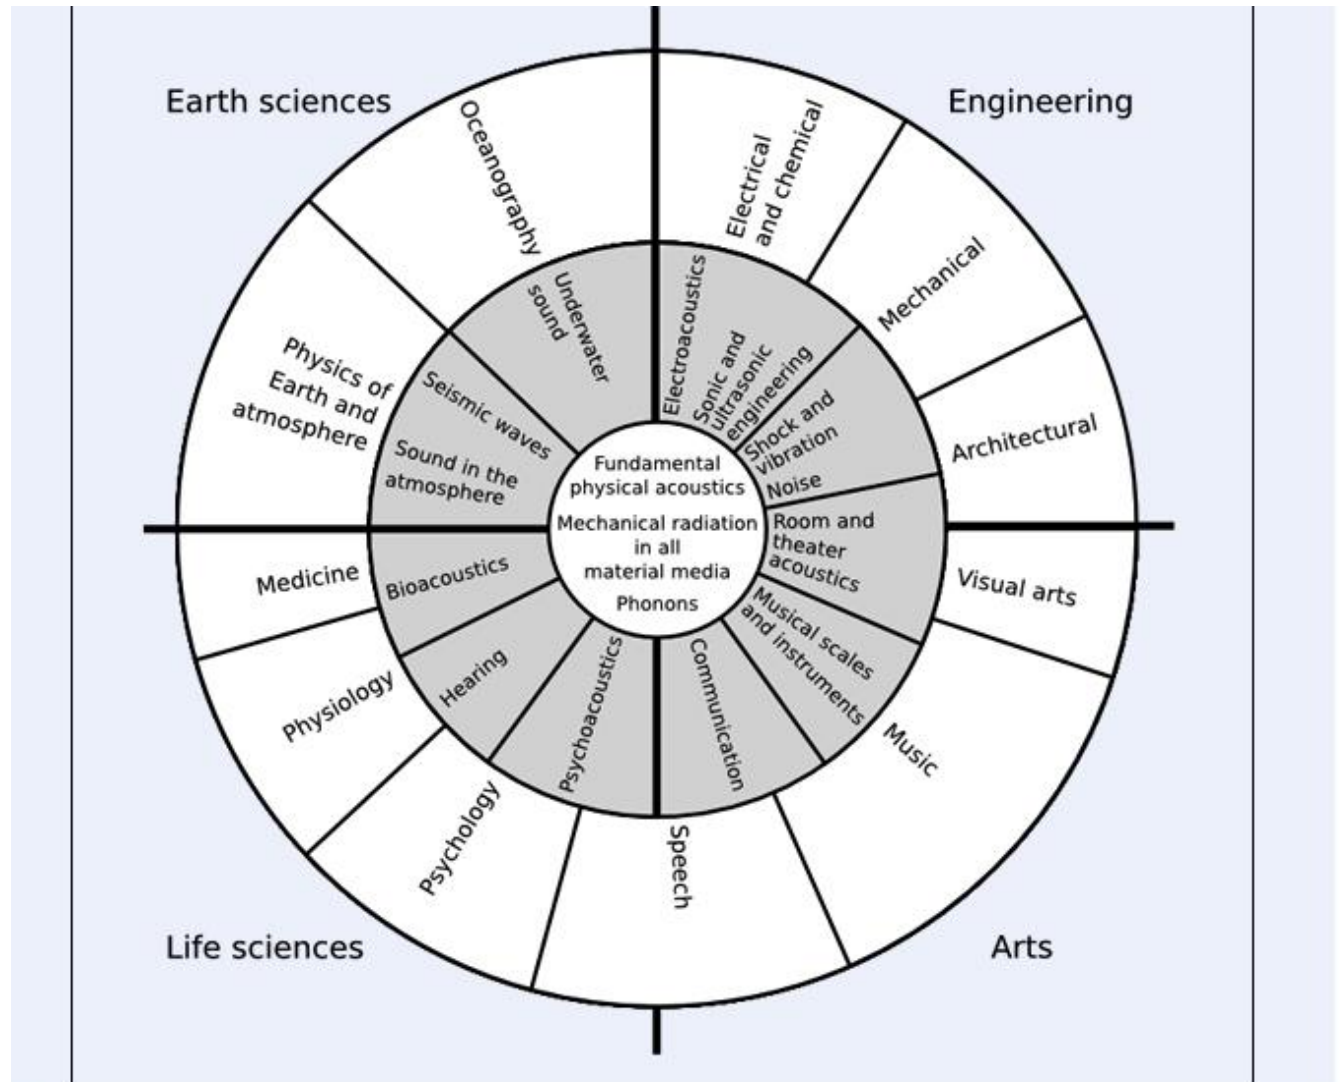 Earth sciences
Engineering
Oceanography
Electrical
and chemical
Mechanical
Architectural
Physics of
Earth and
atmosphere
Underwater
sound
Electroacoustics
Sonic and
ultrasonic
engineering
Shock and
vibration
Noise
Seismic waves
Sound in the
atmosphere
Fundamental
physical acoustics
Mechanical radiation
in all
material media
Phonons
Room and
theater
acoustics
Musical scales
and instruments
Communication
Psychoacoustics
Hearing
Bioacoustics
Medicine
Physiology
Psychology
Speech
Music
Visual arts
Life sciences
Arts